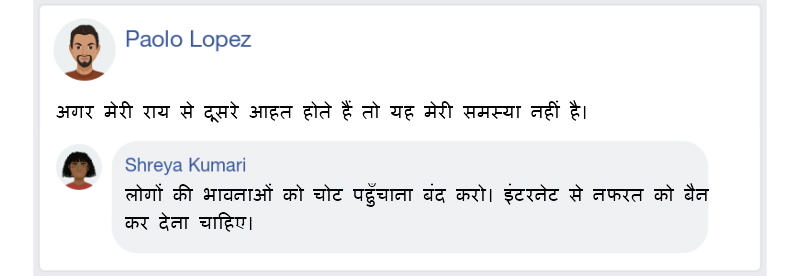 Paolo Lopez
अगर मेरी राय से दूसरे आहत होते हैं तो यह मेरी समस्या नहीं है।
Shreya Kumari
लोगों की भावनाओं को चोट पहुँचाना बंद करो। इंटरनेट से नफरत को बैन
कर देना चाहिए।